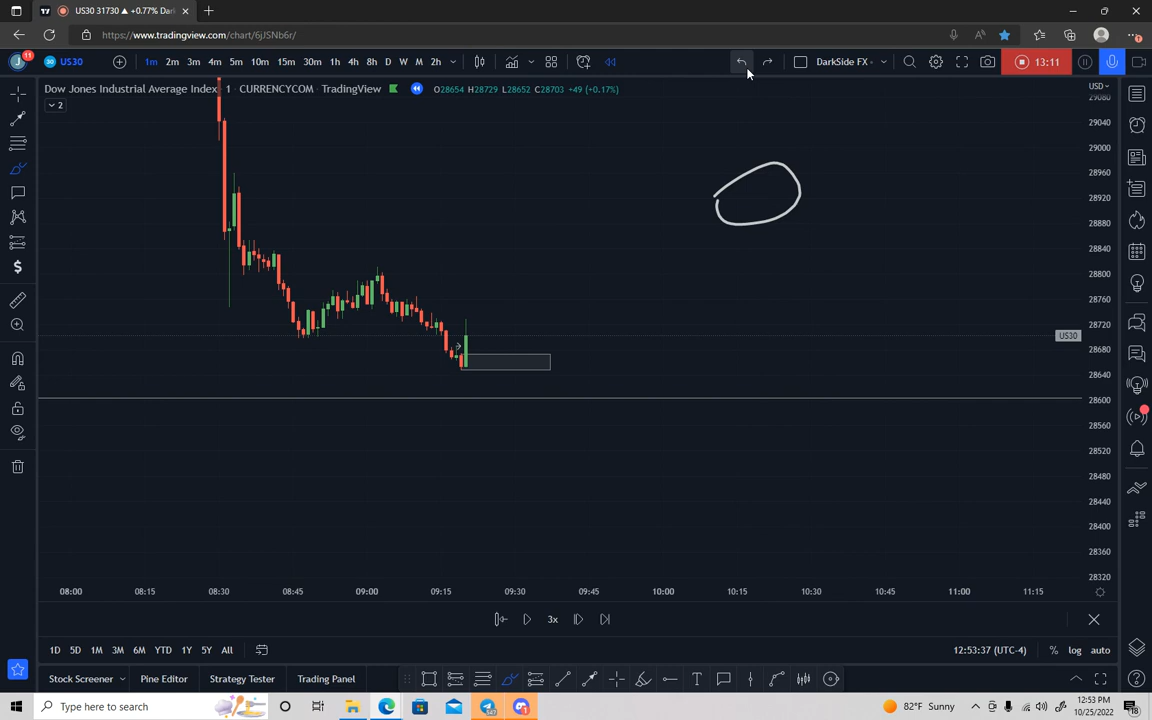 US30 31730 ▲ +0.77% Dar
https://www.tradingview.com/chart/6jJSNb6r/
J 11 30 US30 1m 2m 3m 4m 5m 10m 15m 30m 1h 4h 8h D W M 2h DarkSide FX 13:11
Dow Jones Industrial Average Index · 1 · CURRENCYCOM · TradingView O28654 H28729 L28652 C28703 +49 (+0.17%)
USD
2
29080
29040
29000
28960
28920
28880
28840
28800
28760
28720
US30
28680
28640
28600
28560
28520
28480
28440
28400
28360
28320
08:00 08:15 08:30 08:45 09:00 09:15 09:30 09:45 10:00 10:15 10:30 10:45 11:00 11:15
3x
1D 5D 1M 3M 6M YTD 1Y 5Y All 12:53:37 (UTC-4) % log auto
Stock Screener Pine Editor Strategy Tester Trading Panel
Type here to search 82°F Sunny 12:53 PM
10/25/2022 18